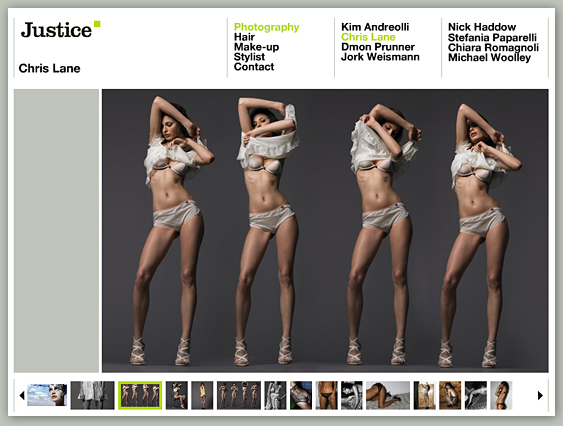 Justice
Chris Lane
Photography
Hair
Make-up
Stylist
Contact
Kim Andreolli
Chris Lane
Dmon Prunner
Jork Weismann
Nick Haddow
Stefania Paparelli
Chiara Romagnoli
Michael Woolley